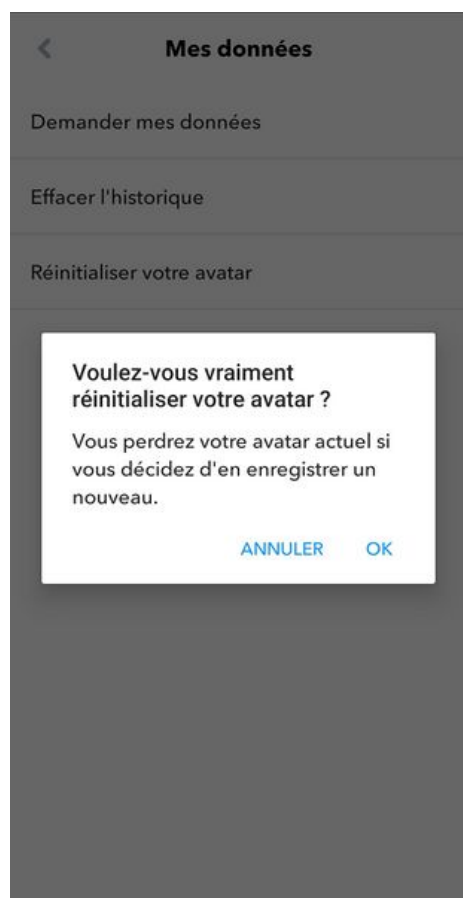 Mes données
Demander mes données
Effacer l'historique
Réinitialiser votre avatar
Voulez-vous vraiment
réinitialiser votre avatar ?
Vous perdrez votre avatar actuel si
vous décidez d'en enregistrer un
nouveau.
ANNULER OK